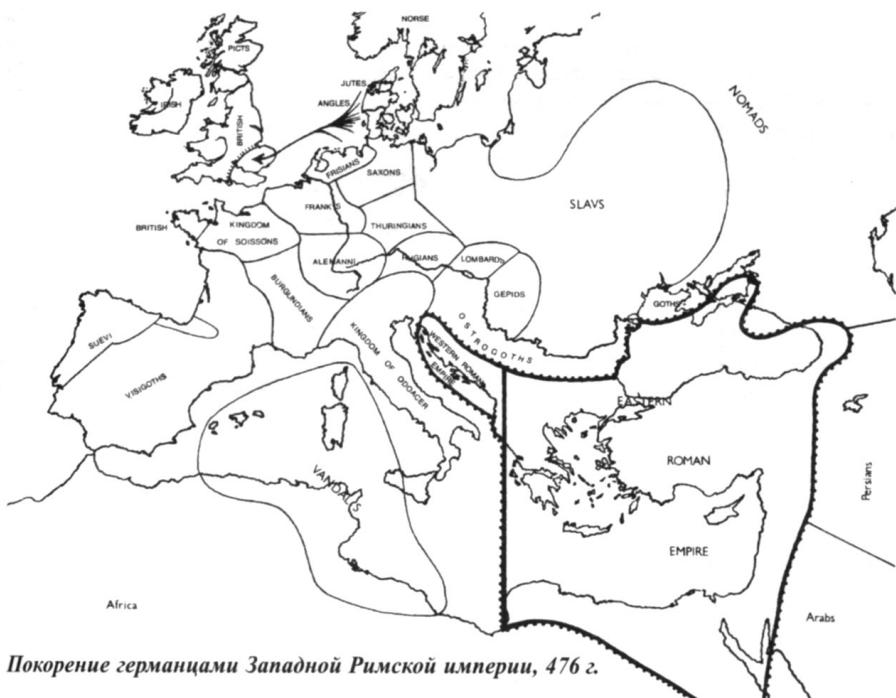 NORSE
PICTS
JUTES
ANGLES
IRISH
BRITISH
NOMADS
FRISIANS
SAXONS
SLAVS
FRANKS
BRITISH
KINGDOM
OF SOISSONS
THURINGIANS
ALEMANNI
RUGIANS
LOMBARDS
GEPIDS
GOTHS
BURGUNDIANS
OSTROGOTHS
SUEVI
KINGDOM OF ODOACER
WESTERN ROMAN
EMPIRE
VISIGOTHS
EASTERN
ROMAN
EMPIRE
VANDALS
Persians
Africa
Arabs
Покорение германцами Западной Римской империи, 476 г.